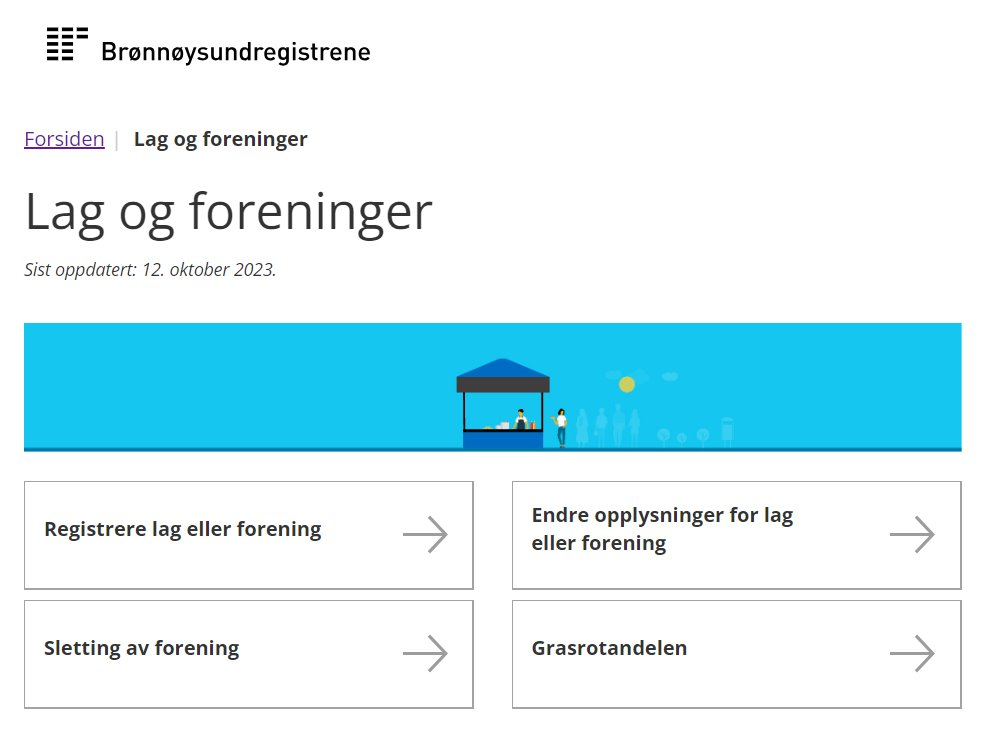 Brønnøysundregistrene
Forsiden | Lag og foreninger
Lag og foreninger
Sist oppdatert: 12. oktober 2023.
Registrere lag eller forening
Endre opplysninger for lag
eller forening
Sletting av forening
Grasrotandelen